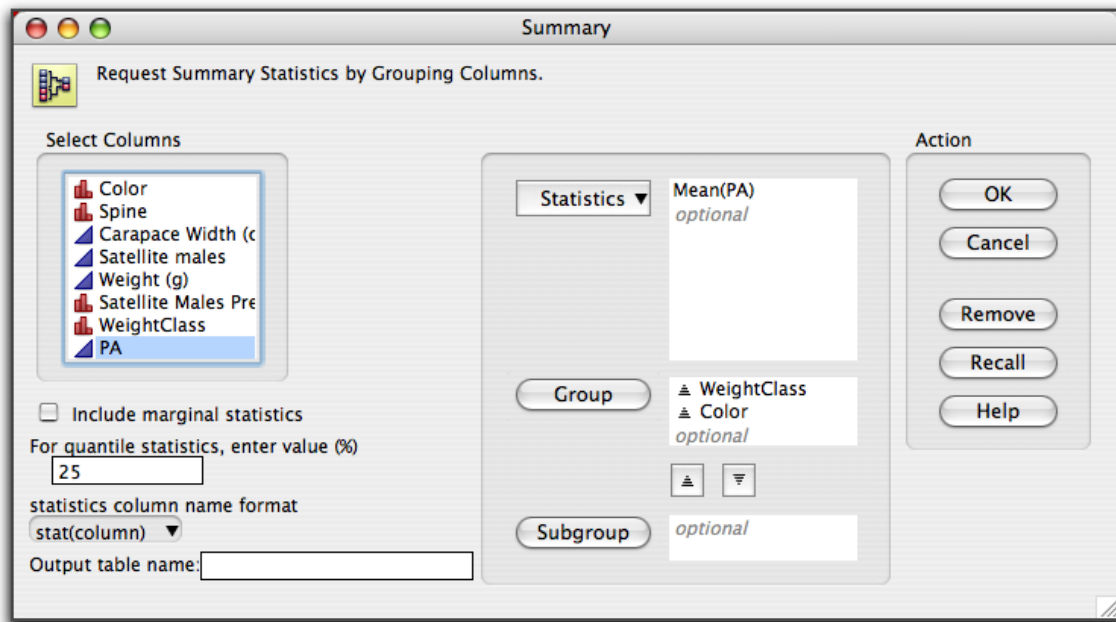 Summary
Request Summary Statistics by Grouping Columns.
Select Columns
Color
Spine
Carapace Width (c
Satellite males
Weight (g)
Satellite Males Pre
WeightClass
PA
Include marginal statistics
For quantile statistics, enter value (%)
25
statistics column name format
stat(column)
Output table name:
Statistics
Mean(PA)
optional
Group
WeightClass
Color
optional
Subgroup
optional
Action
OK
Cancel
Remove
Recall
Help